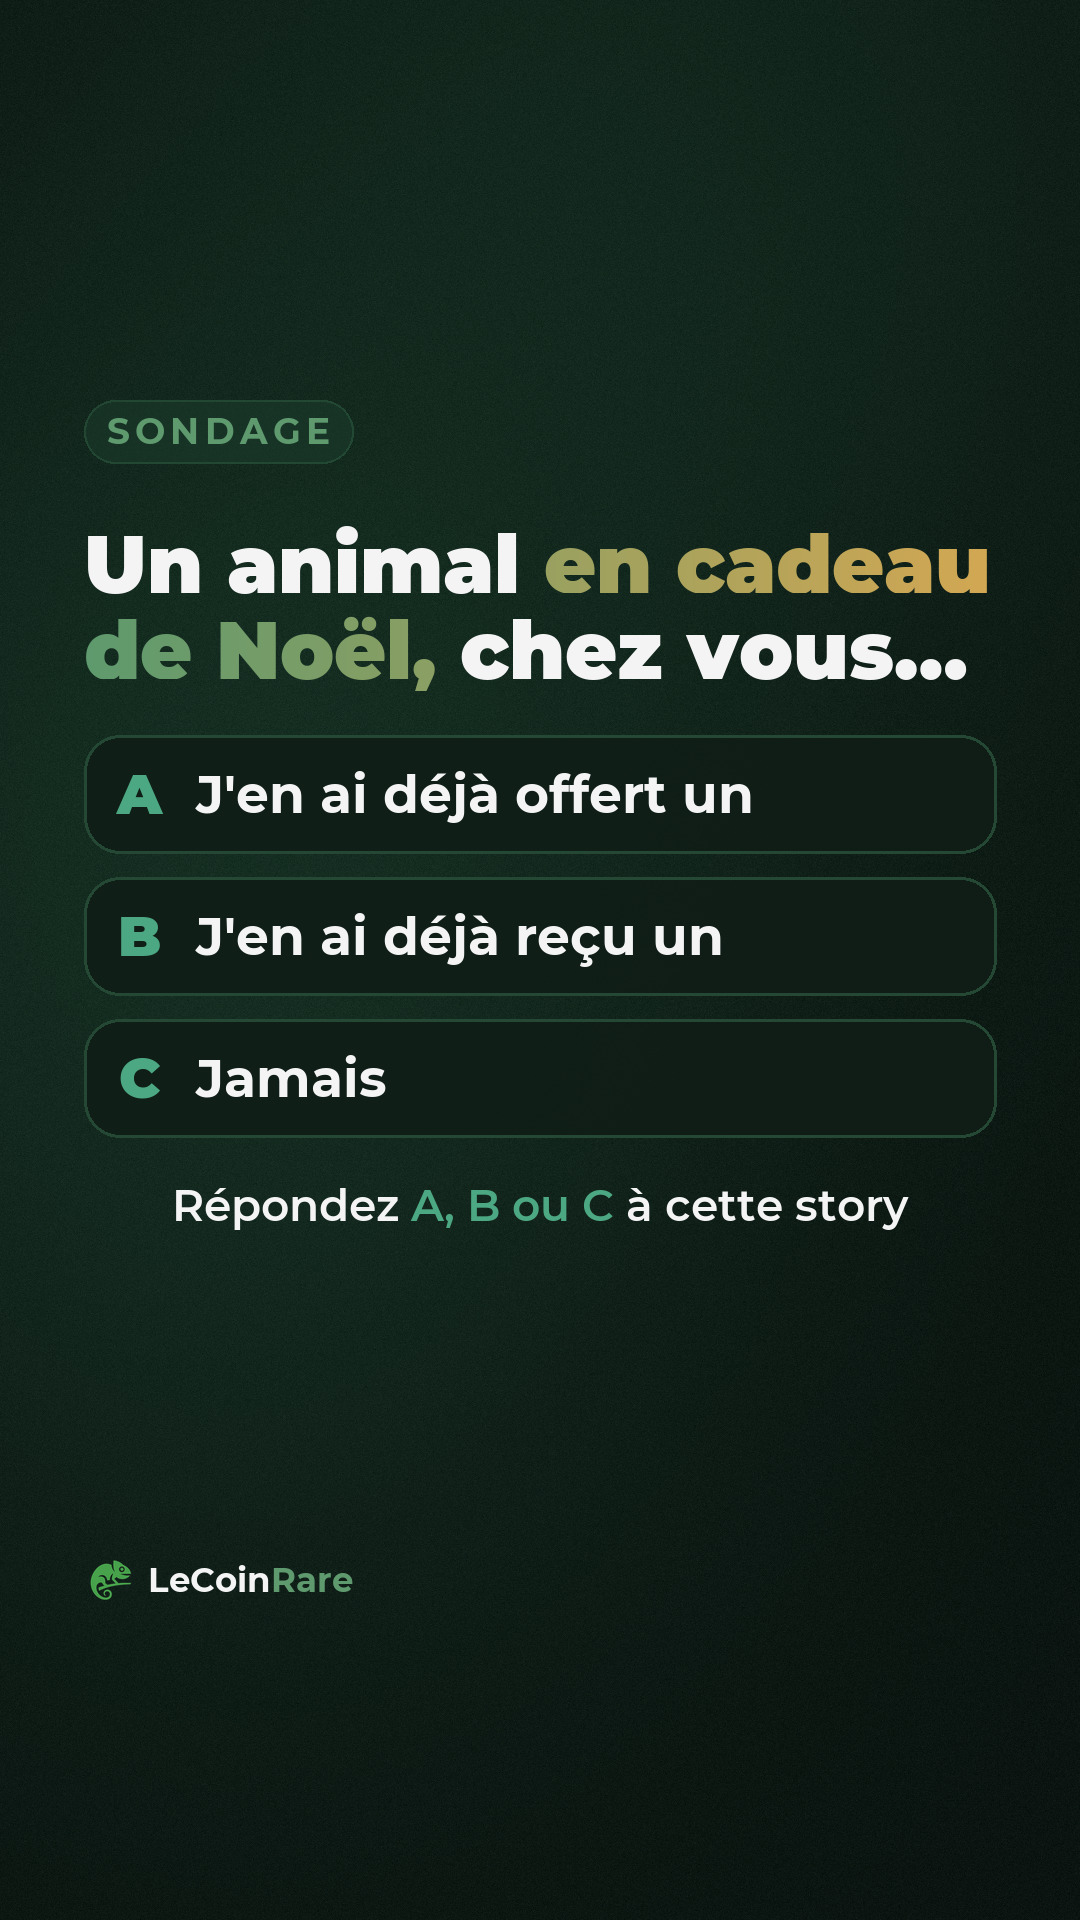 SONDAGE
Un animal en cadeau
de Noël, chez vous...
A J'en ai déjà offert un
B J'en ai déjà reçu un
C Jamais
Répondez A, B ou C à cette story
LeCoinRare